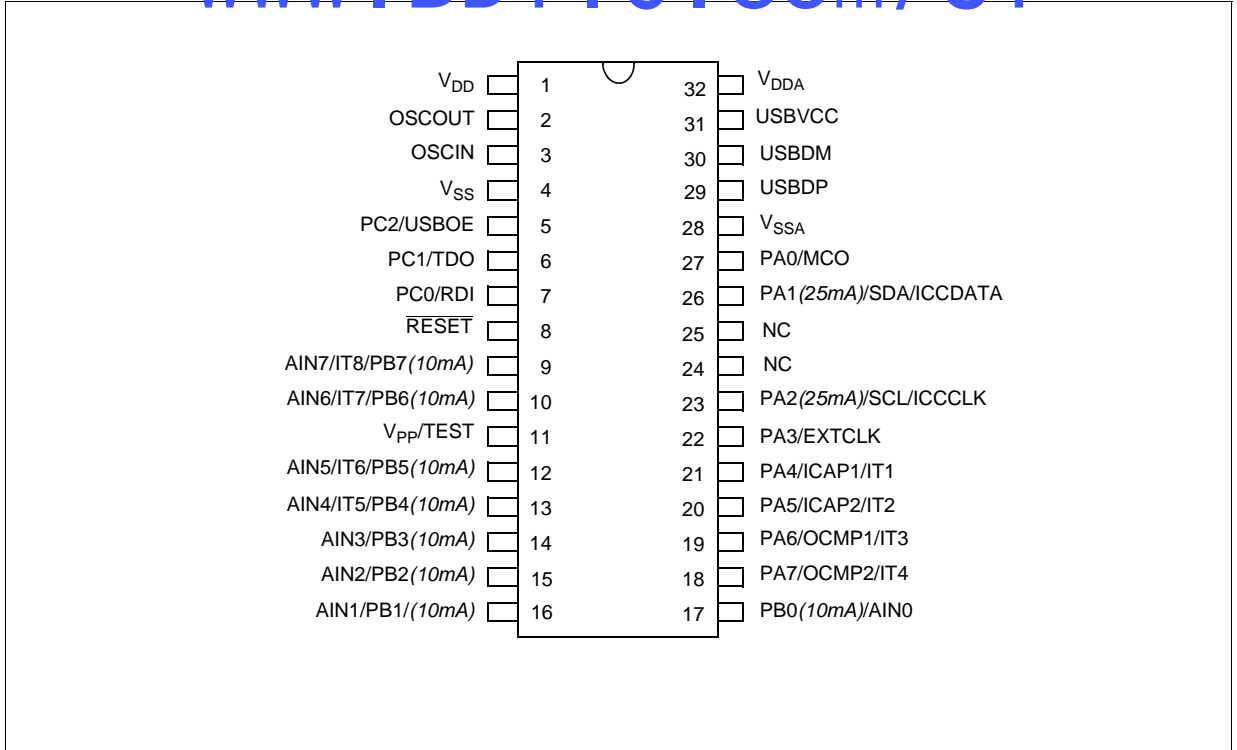 V_DD 1 32 V_DDA
OSCOUT 2 31 USBVCC
OSCIN 3 30 USBDM
V_SS 4 29 USBDP
PC2/USBOE 5 28 V_SSA
PC1/TDO 6 27 PA0/MCO
PC0/RDI 7 26 PA1(25mA)/SDA/ICCDATA
RESET 8 25 NC
AIN7/IT8/PB7(10mA) 9 24 NC
AIN6/IT7/PB6(10mA) 10 23 PA2(25mA)/SCL/ICCCLK
V_PP/TEST 11 22 PA3/EXTCLK
AIN5/IT6/PB5(10mA) 12 21 PA4/ICAP1/IT1
AIN4/IT5/PB4(10mA) 13 20 PA5/ICAP2/IT2
AIN3/PB3(10mA) 14 19 PA6/OCMP1/IT3
AIN2/PB2(10mA) 15 18 PA7/OCMP2/IT4
AIN1/PB1/(10mA) 16 17 PB0(10mA)/AIN0